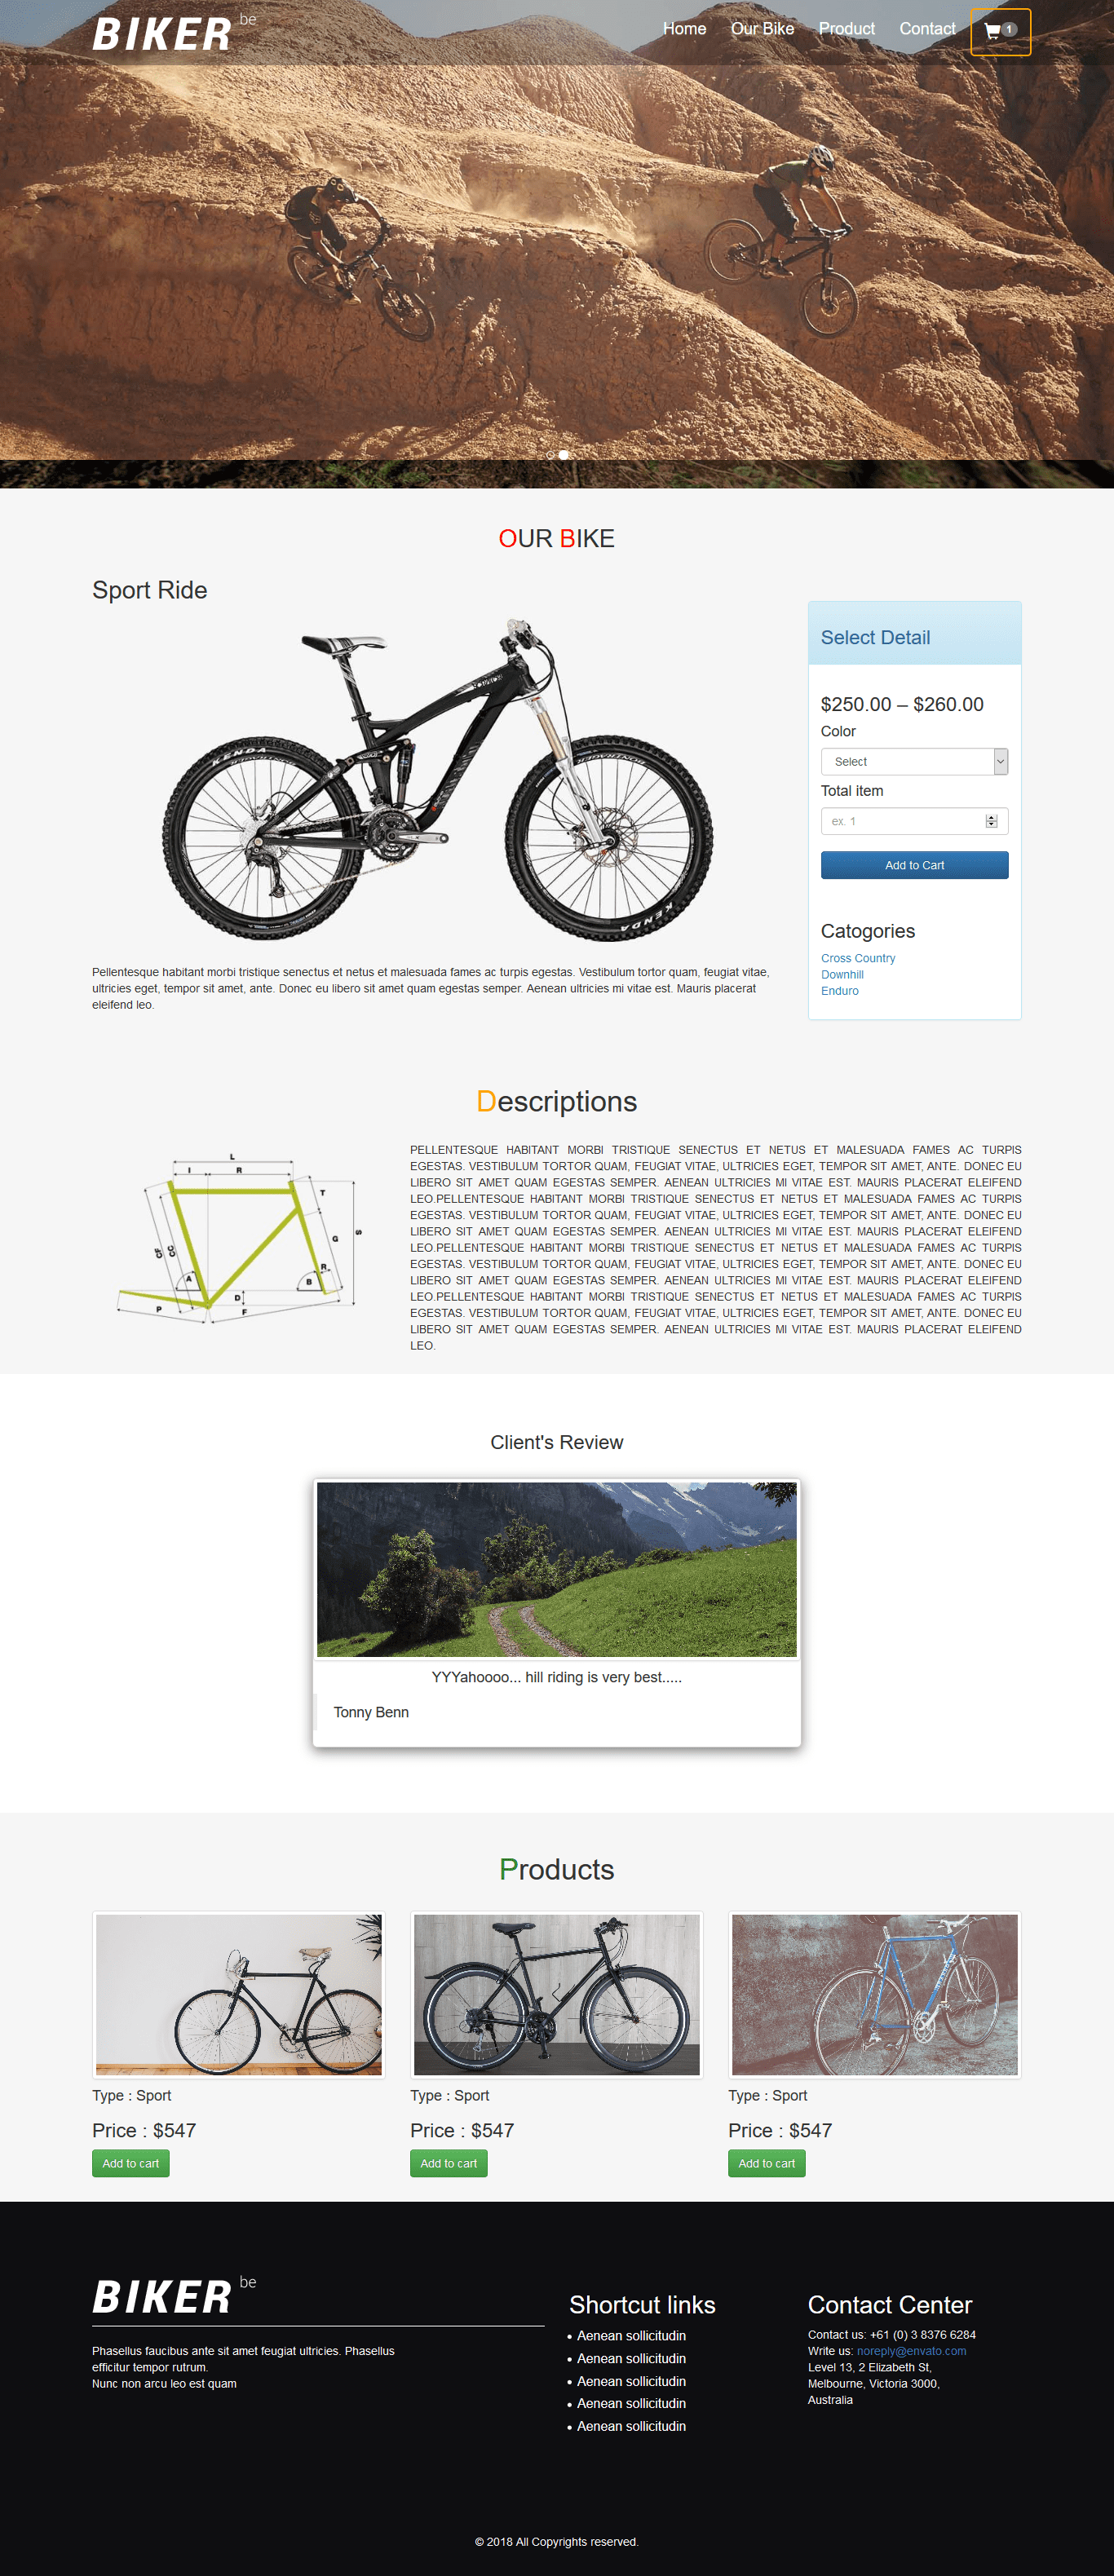 BIKER be
Home Our Bike Product Contact 1
OUR BIKE
Sport Ride
KENDA
KENDA
Pellentesque habitant morbi tristique senectus et netus et malesuada fames ac turpis egestas. Vestibulum tortor quam, feugiat vitae,
ultricies eget, tempor sit amet, ante. Donec eu libero sit amet quam egestas semper. Aenean ultricies mi vitae est. Mauris placerat
eleifend leo.
Select Detail
$250.00 – $260.00
Color
Select
Total item
ex. 1
Add to Cart
Catogories
Cross Country
Downhill
Enduro
Descriptions
L
I R
T
CF CC
G
S
A
R
B
D
P
F
PELLENTESQUE HABITANT MORBI TRISTIQUE SENECTUS ET NETUS ET MALESUADA FAMES AC TURPIS
EGESTAS. VESTIBULUM TORTOR QUAM, FEUGIAT VITAE, ULTRICIES EGET, TEMPOR SIT AMET, ANTE. DONEC EU
LIBERO SIT AMET QUAM EGESTAS SEMPER. AENEAN ULTRICIES MI VITAE EST. MAURIS PLACERAT ELEIFEND
LEO.PELLENTESQUE HABITANT MORBI TRISTIQUE SENECTUS ET NETUS ET MALESUADA FAMES AC TURPIS
EGESTAS. VESTIBULUM TORTOR QUAM, FEUGIAT VITAE, ULTRICIES EGET, TEMPOR SIT AMET, ANTE. DONEC EU
LIBERO SIT AMET QUAM EGESTAS SEMPER. AENEAN ULTRICIES MI VITAE EST. MAURIS PLACERAT ELEIFEND
LEO.PELLENTESQUE HABITANT MORBI TRISTIQUE SENECTUS ET NETUS ET MALESUADA FAMES AC TURPIS
EGESTAS. VESTIBULUM TORTOR QUAM, FEUGIAT VITAE, ULTRICIES EGET, TEMPOR SIT AMET, ANTE. DONEC EU
LIBERO SIT AMET QUAM EGESTAS SEMPER. AENEAN ULTRICIES MI VITAE EST. MAURIS PLACERAT ELEIFEND
LEO.PELLENTESQUE HABITANT MORBI TRISTIQUE SENECTUS ET NETUS ET MALESUADA FAMES AC TURPIS
EGESTAS. VESTIBULUM TORTOR QUAM, FEUGIAT VITAE, ULTRICIES EGET, TEMPOR SIT AMET, ANTE. DONEC EU
LIBERO SIT AMET QUAM EGESTAS SEMPER. AENEAN ULTRICIES MI VITAE EST. MAURIS PLACERAT ELEIFEND
LEO.
Client's Review
YYYahoooo... hill riding is very best.....
Tonny Benn
Products
Type : Sport
Price : $547
Add to cart
Type : Sport
Price : $547
Add to cart
Type : Sport
Price : $547
Add to cart
BIKER be
Phasellus faucibus ante sit amet feugiat ultricies. Phasellus
efficitur tempor rutrum.
Nunc non arcu leo est quam
Shortcut links
• Aenean sollicitudin
• Aenean sollicitudin
• Aenean sollicitudin
• Aenean sollicitudin
• Aenean sollicitudin
Contact Center
Contact us: +61 (0) 3 8376 6284
Write us: noreply@envato.com
Level 13, 2 Elizabeth St,
Melbourne, Victoria 3000,
Australia
© 2018 All Copyrights reserved.